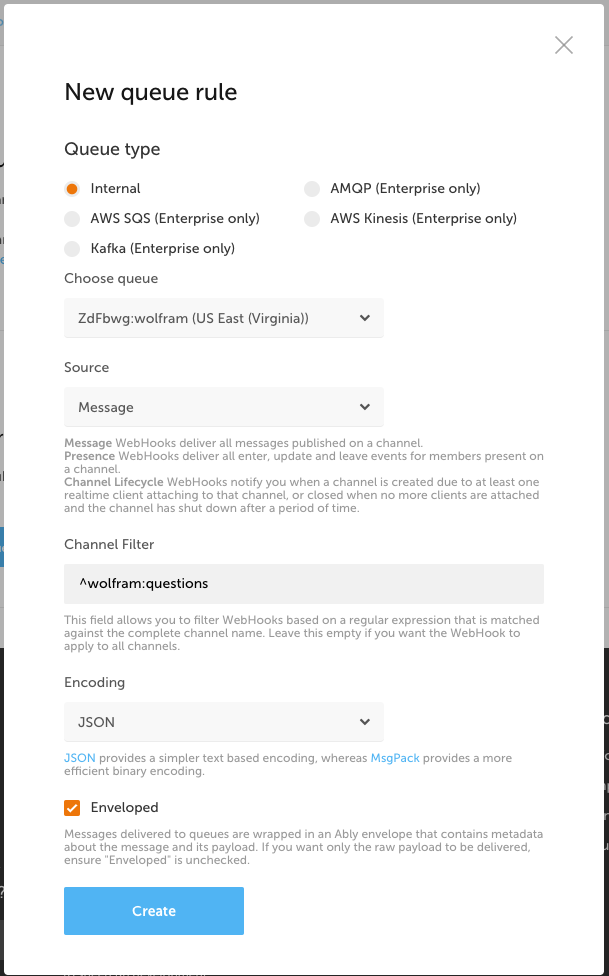 New queue rule
Queue type
Internal
AMQP (Enterprise only)
AWS SQS (Enterprise only)
AWS Kinesis (Enterprise only)
Kafka (Enterprise only)
Choose queue
ZdFbwg:wolfram (US East (Virginia))
Source
Message
Message WebHooks deliver all messages published on a channel.
Presence WebHooks deliver all enter, update and leave events for members present on
a channel.
Channel Lifecycle WebHooks notify you when a channel is created due to at least one
realtime client attaching to that channel, or closed when no more clients are attached
and the channel has shut down after a period of time.
Channel Filter
^wolfram:questions
This field allows you to filter WebHooks based on a regular expression that is matched
against the complete channel name. Leave this empty if you want the WebHook to
apply to all channels.
Encoding
JSON
JSON provides a simpler text based encoding, whereas MsgPack provides a more
efficient binary encoding.
Enveloped
Messages delivered to queues are wrapped in an Ably envelope that contains metadata
about the message and its payload. If you want only the raw payload to be delivered,
ensure "Enveloped" is unchecked.
Create